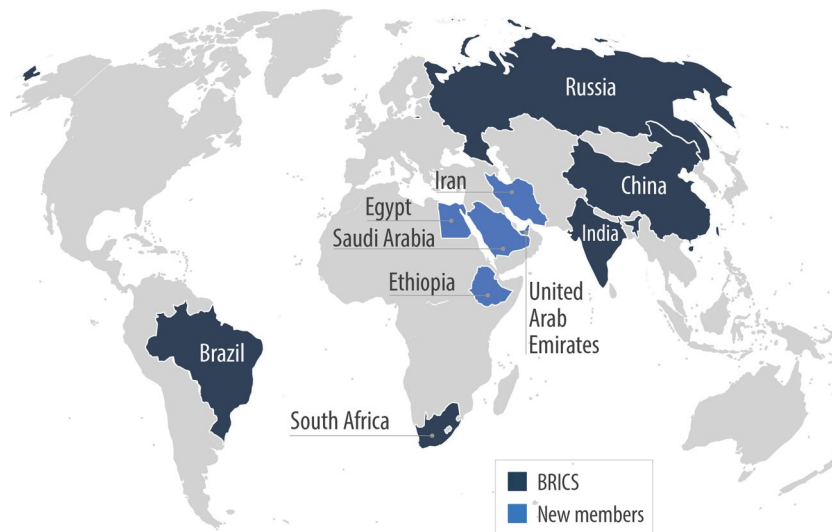 Russia
China
India
Iran
Egypt
Saudi Arabia
Ethiopia
United
Arab
Emirates
Brazil
South Africa
BRICS
New members